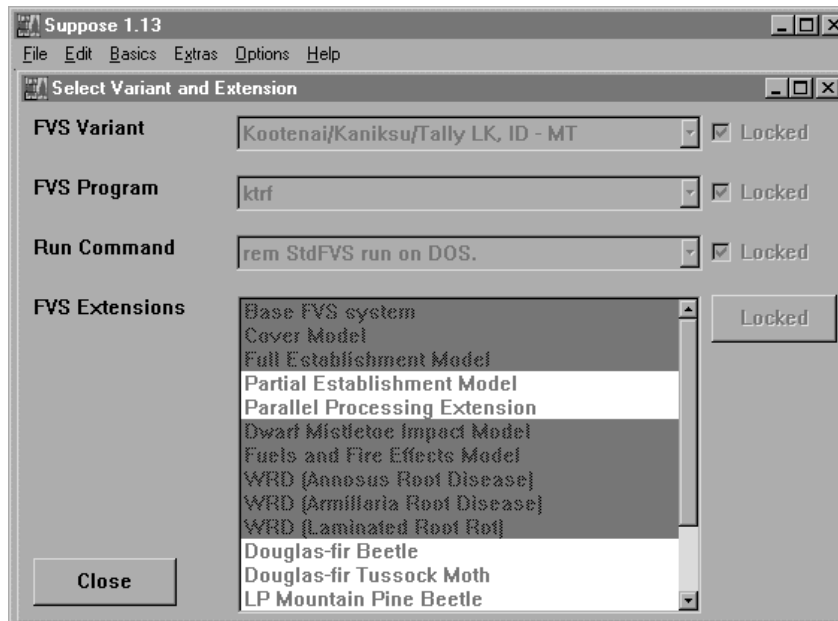 Suppose 1.13
File Edit Basics Extras Options Help
Select Variant and Extension
FVS Variant Kootenai/Kaniksu/Tally LK, ID - MT Locked
FVS Program ktrf Locked
Run Command rem StdFVS run on DOS. Locked
FVS Extensions Base FVS system Locked
Cover Model
Full Establishment Model
Partial Establishment Model
Parallel Processing Extension
Dwarf Mistletoe Impact Model
Fuels and Fire Effects Model
WRD (Annosus Root Disease)
WRD (Armillaria Root Disease)
WRD (Laminated Root Rot)
Douglas-fir Beetle
Douglas-fir Tussock Moth
LP Mountain Pine Beetle
Close